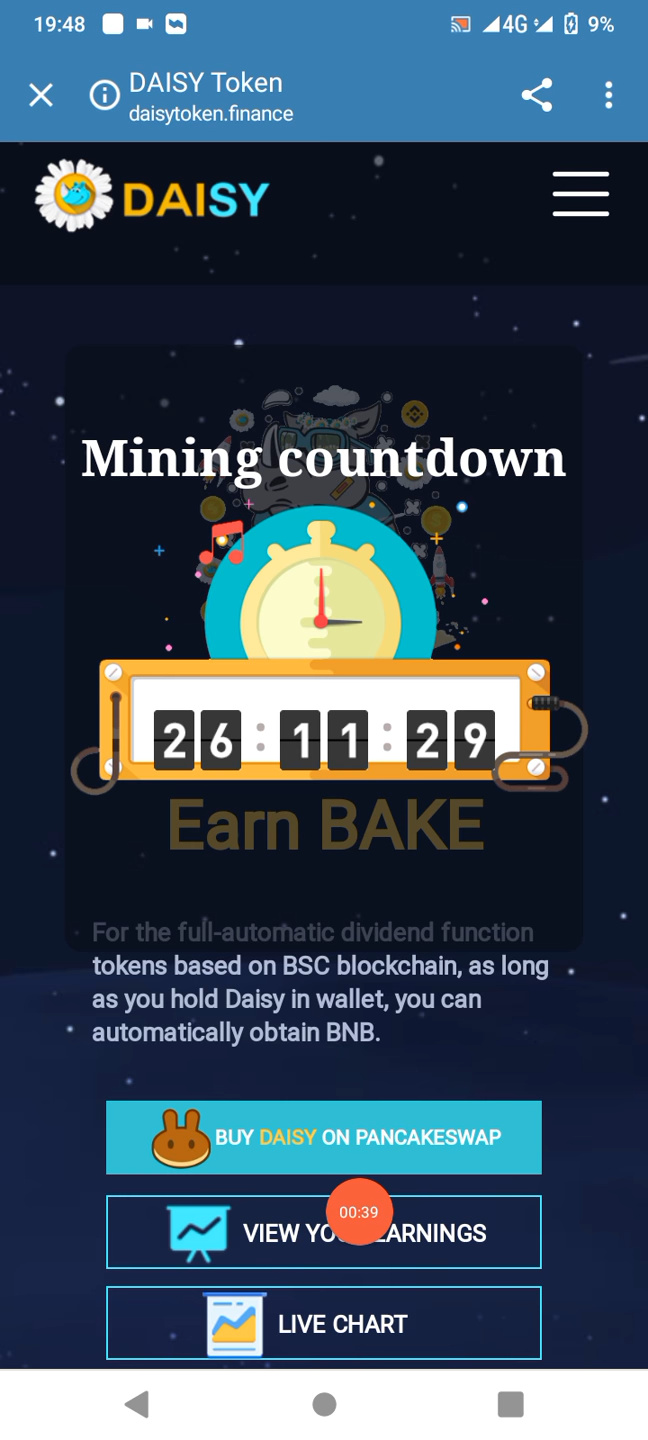 19:48
4G
9%
DAISY Token
daisytoken.finance
DAISY
Mining countdown
26:11:29
Earn BAKE
For the full-automatic dividend function
tokens based on BSC blockchain, as long
as you hold Daisy in wallet, you can
automatically obtain BNB.
BUY DAISY ON PANCAKESWAP
00:39
VIEW EARNINGS
LIVE CHART